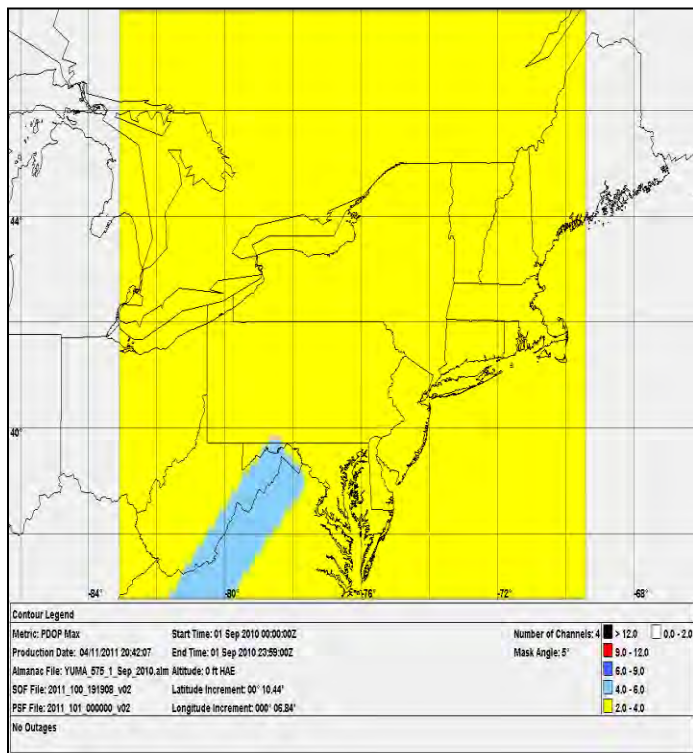 44°
40°
-84° -80° -76° -72° -68°
Contour Legend
Metric: PDOP Max Start Time: 01 Sep 2010 00:00:00Z Number of Channels: 4 > 12.0 0.0 - 2.0
Production Date: 04/11/2011 20:42:07 End Time: 01 Sep 2010 23:59:00Z Mask Angle: 5° 9.0 - 12.0
Almanac File: YUMA_575_1_Sep_2010.alm Altitude: 0 ft HAE 6.0 - 9.0
SOF File: 2011_100_191908_v02 Latitude Increment: 00° 10.44' 4.0 - 6.0
PSF File: 2011_101_000000_v02 Longitude Increment: 000° 06.84' 2.0 - 4.0
No Outages